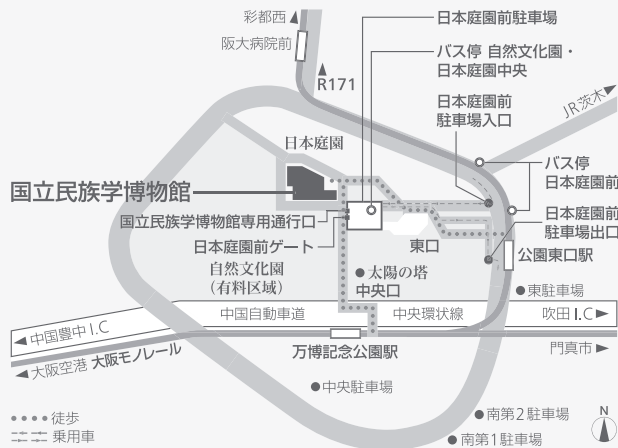 彩都西
阪大病院前
R171
日本庭園前駐車場
バス停 自然文化園・
日本庭園中央
日本庭園前
駐車場入口
JR茨木
日本庭園
国立民族学博物館
バス停
日本庭園前
国立民族学博物館専用通行口
日本庭園前ゲート
東口
日本庭園前
駐車場出口
自然文化園
(有料区域)
太陽の塔
中央口
公園東口駅
東駐車場
中国豊中 I.C
中国自動車道
中央環状線
吹田 I.C
大阪空港 大阪モノレール
万博記念公園駅
門真市
中央駐車場
徒歩
乗用車
南第2駐車場
南第1駐車場
N